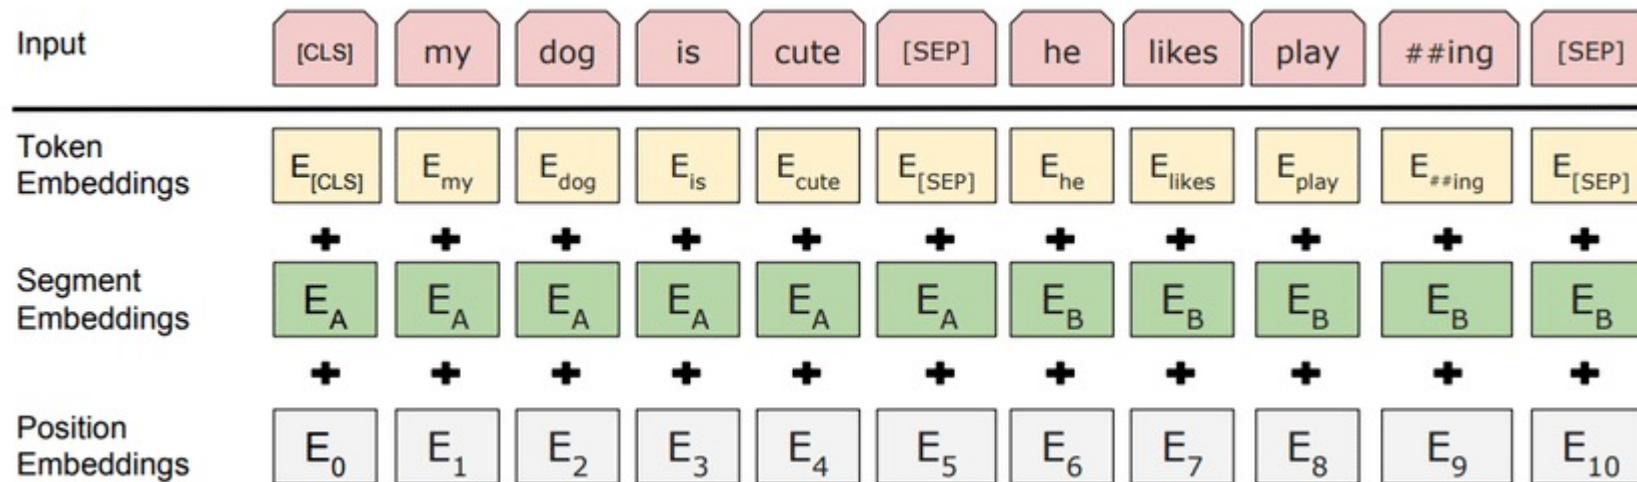 Input [CLS] my dog is cute [SEP] he likes play ##ing [SEP]
Token Embeddings E[CLS] Emy Edog Eis Ecute E[SEP] Ehe Elikes Eplay E##ing E[SEP]
+ + + + + + + + + + +
Segment Embeddings EA EA EA EA EA EA EB EB EB EB EB
+ + + + + + + + + + +
Position Embeddings E0 E1 E2 E3 E4 E5 E6 E7 E8 E9 E10